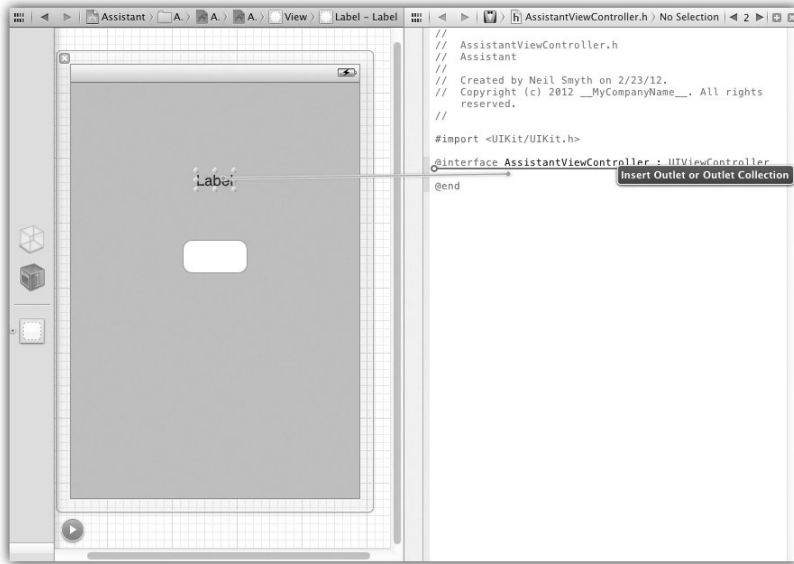 Assistant A. A. A. View Label – Label
AssistantViewController.h No Selection 2
//
//  AssistantViewController.h
//  Assistant
//
//  Created by Neil Smyth on 2/23/12.
//  Copyright (c) 2012 __MyCompanyName__. All rights
reserved.
//
#import <UIKit/UIKit.h>
@interface AssistantViewController : UIViewController
Insert Outlet or Outlet Collection
@end
Label